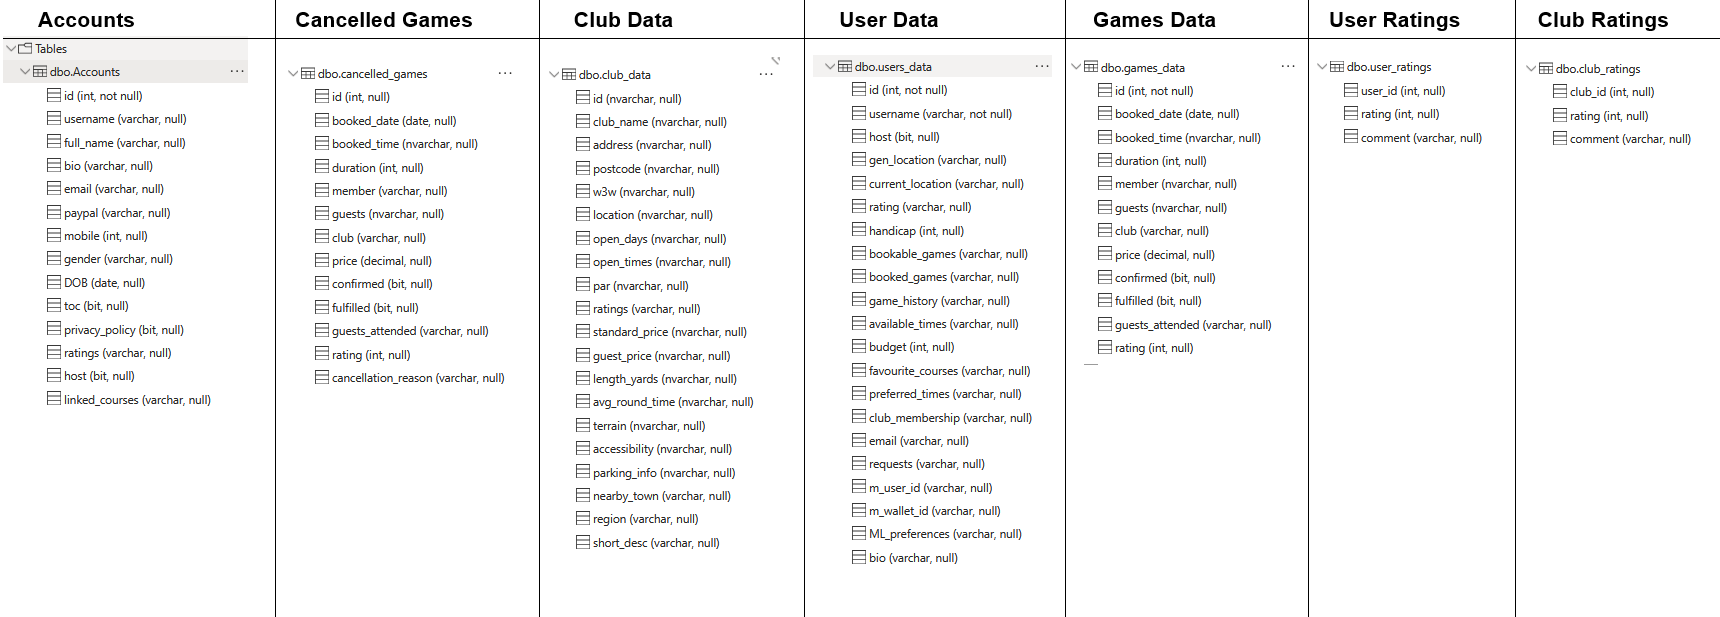 Accounts
Tables
dbo.Accounts
id (int, not null)
username (varchar, null)
full_name (varchar, null)
bio (varchar, null)
email (varchar, null)
paypal (varchar, null)
mobile (int, null)
gender (varchar, null)
DOB (date, null)
toc (bit, null)
privacy_policy (bit, null)
ratings (varchar, null)
host (bit, null)
linked_courses (varchar, null)
Cancelled Games
dbo.cancelled_games
id (int, null)
booked_date (date, null)
booked_time (nvarchar, null)
duration (int, null)
member (varchar, null)
guests (nvarchar, null)
club (varchar, null)
price (decimal, null)
confirmed (bit, null)
fulfilled (bit, null)
guests_attended (varchar, null)
rating (int, null)
cancellation_reason (varchar, null)
Club Data
dbo.club_data
id (nvarchar, null)
club_name (nvarchar, null)
address (nvarchar, null)
postcode (nvarchar, null)
w3w (nvarchar, null)
location (nvarchar, null)
open_days (nvarchar, null)
open_times (nvarchar, null)
par (nvarchar, null)
ratings (varchar, null)
standard_price (nvarchar, null)
guest_price (nvarchar, null)
length_yards (nvarchar, null)
avg_round_time (nvarchar, null)
terrain (nvarchar, null)
accessibility (nvarchar, null)
parking_info (nvarchar, null)
nearby_town (varchar, null)
region (varchar, null)
short_desc (varchar, null)
User Data
dbo.users_data
id (int, not null)
username (varchar, not null)
host (bit, null)
gen_location (varchar, null)
current_location (varchar, null)
rating (varchar, null)
handicap (int, null)
bookable_games (varchar, null)
booked_games (varchar, null)
game_history (varchar, null)
available_times (varchar, null)
budget (int, null)
favourite_courses (varchar, null)
preferred_times (varchar, null)
club_membership (varchar, null)
email (varchar, null)
requests (varchar, null)
m_user_id (varchar, null)
m_wallet_id (varchar, null)
ML_preferences (varchar, null)
bio (varchar, null)
Games Data
dbo.games_data
id (int, not null)
booked_date (date, null)
booked_time (nvarchar, null)
duration (int, null)
member (nvarchar, null)
guests (nvarchar, null)
club (varchar, null)
price (decimal, null)
confirmed (bit, null)
fulfilled (bit, null)
guests_attended (varchar, null)
rating (int, null)
User Ratings
dbo.user_ratings
user_id (int, null)
rating (int, null)
comment (varchar, null)
Club Ratings
dbo.club_ratings
club_id (int, null)
rating (int, null)
comment (varchar, null)